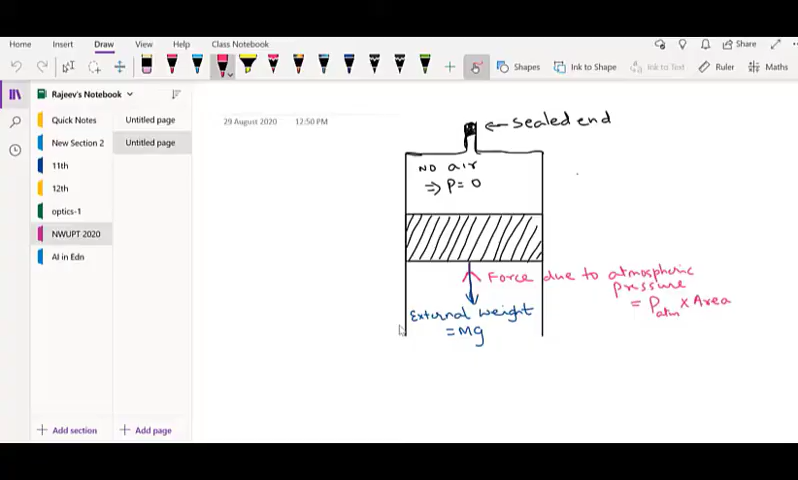 Home Insert Draw View Help Class Notebook Share
Shapes Ink to Shape Ink to Text Ruler Maths
Rajeev's Notebook
Quick Notes
New Section 2
11th
12th
optics-1
NWUPT 2020
AI in Edn
Add section
Untitled page
Untitled page
Add page
29 August 2020 12:50 PM
← Sealed end
NO air
⇒ P = 0
Force due to atmospheric
pressure
= Patm × Area
External weight
= Mg